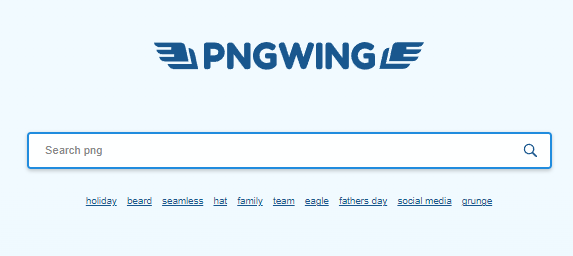 PNGWING
Search png
holiday beard seamless hat family team eagle fathers day social media grunge